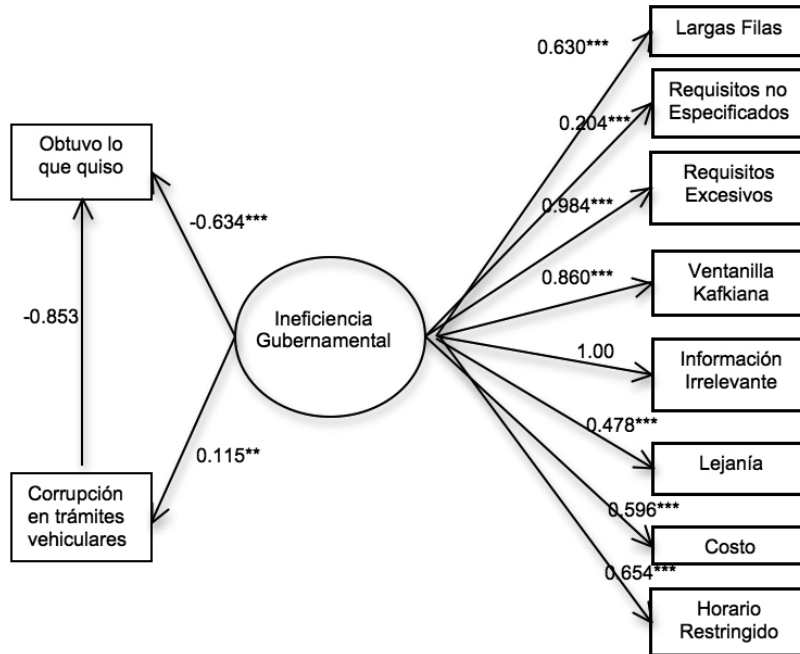 Largas Filas
0.630***
Requisitos no
Especificados
0.204***
Obtuvo lo
que quiso
Requisitos
Excesivos
0.984***
-0.634***
Ventanilla
Kafkiana
0.860***
Ineficiencia
Gubernamental
-0.853
1.00
Información
Irrelevante
0.478***
Lejanía
0.115**
Corrupción
en trámites
vehiculares
0.596***
Costo
0.654***
Horario
Restringido